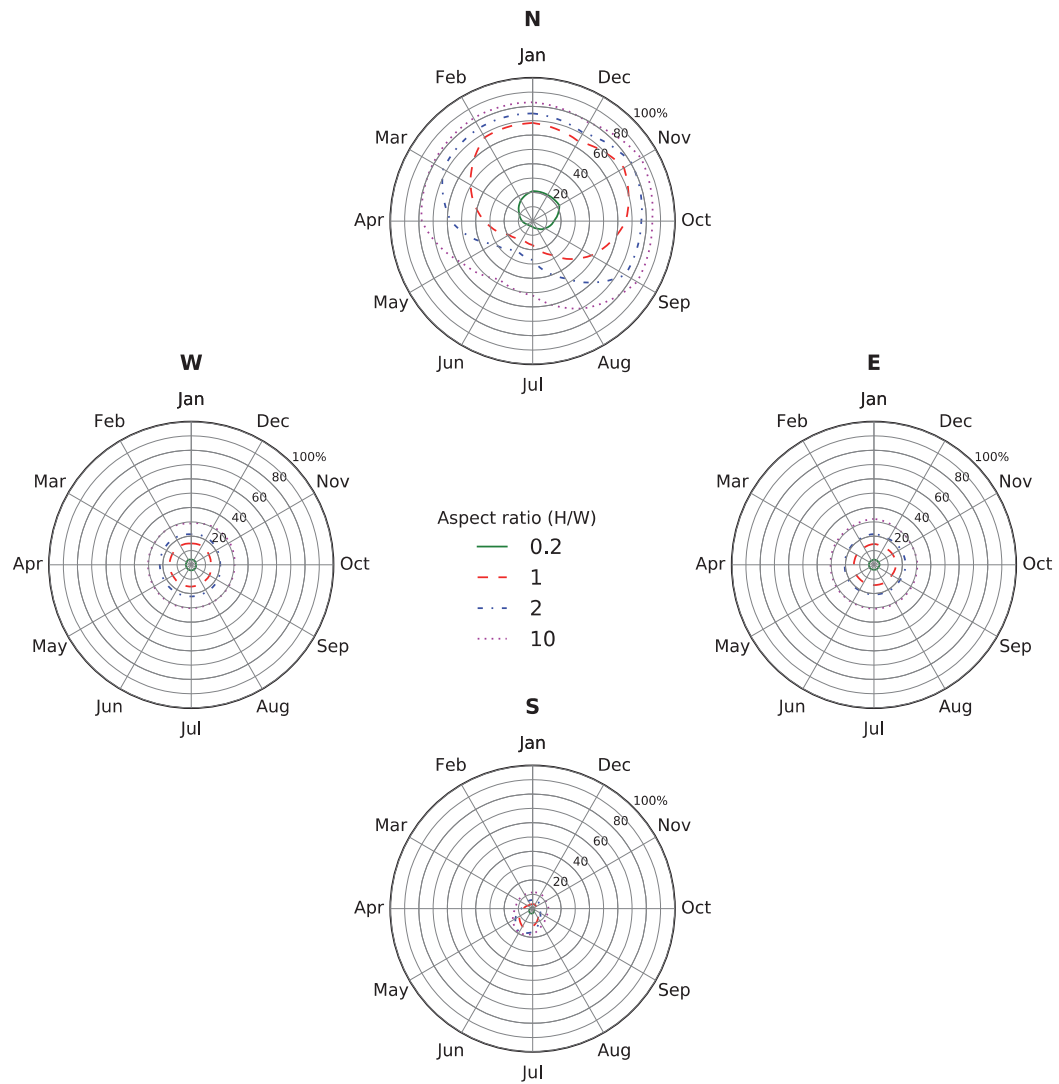 N
Jan
Feb Dec
100%
Mar 80 Nov
60
40
20
Apr Oct
May Sep
Jun Aug
Jul
W
Jan
Feb Dec
100%
Mar 80 Nov
60
40
20
Apr Oct
May Sep
Jun Aug
Jul
E
Jan
Feb Dec
100%
Mar 80 Nov
60
40
20
Apr Oct
May Sep
Jun Aug
Jul
Aspect ratio (H/W)
0.2
1
2
10
S
Jan
Feb Dec
100%
Mar 80 Nov
60
40
20
Apr Oct
May Sep
Jun Aug
Jul